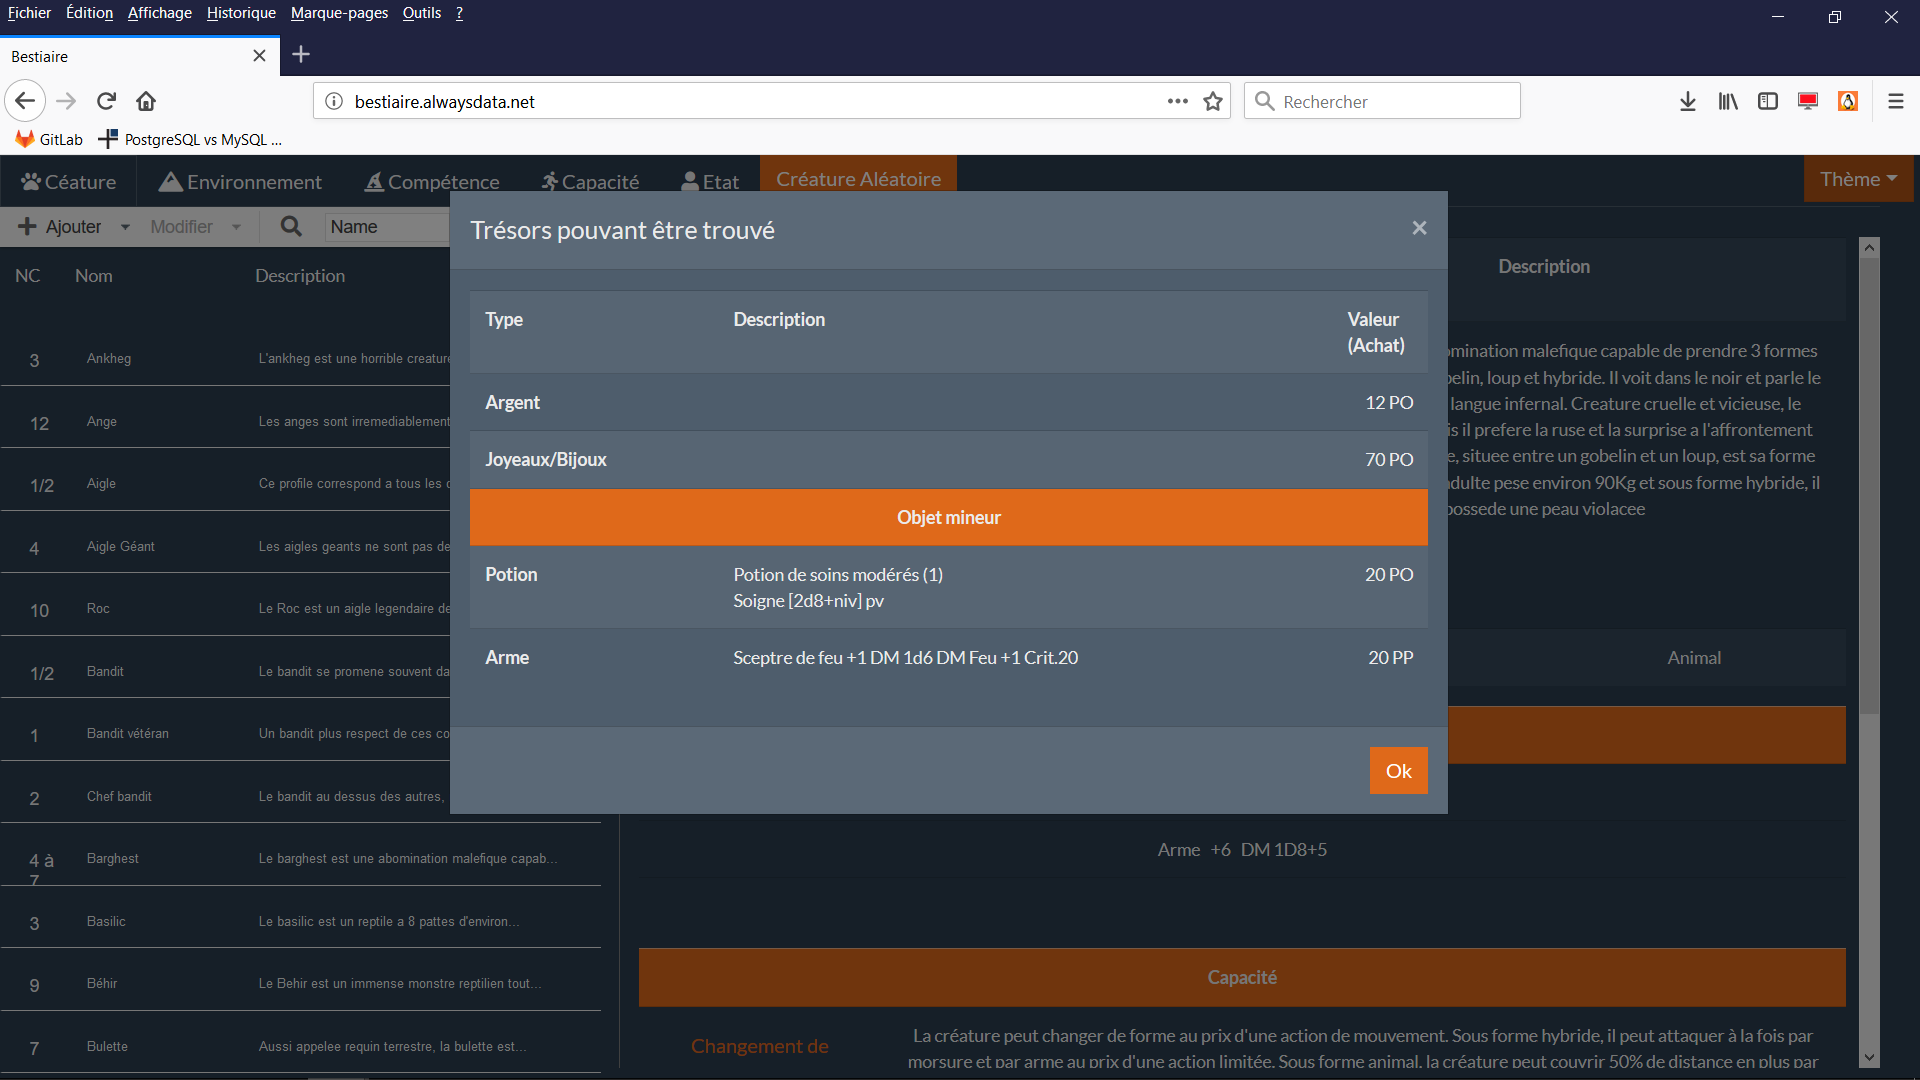 Fichier Édition Affichage Historique Marque-pages Outils ?
Bestiaire
bestiaire.alwaysdata.net
Rechercher
GitLab PostgreSQL vs MySQL ...
Céature Environnement Compétence Capacité Etat Créature Aléatoire Thème
Ajouter Modifier Name
NC Nom Description
3 Ankheg L'ankheg est une horrible creature
12 Ange Les anges sont irremediablement
1/2 Aigle Ce profile correspond a tous les
4 Aigle Géant Les aigles geants ne sont pas de
10 Roc Le Roc est un aigle legendaire de
1/2 Bandit Le bandit se promene souvent da
1 Bandit vétéran Un bandit plus respect de ces co
2 Chef bandit Le bandit au dessus des autres,
4 à
7
Barghest Le barghest est une abomination malefique capab...
3 Basilic Le basilic est un reptile a 8 pattes d'environ...
9 Béhir Le Behir est un immense monstre reptilien tout...
7 Bulette Aussi appelee requin terrestre, la bulette est...
Trésors pouvant être trouvé
×
Type Description Valeur
(Achat)
Argent 12 PO
Joyeaux/Bijoux 70 PO
Objet mineur
Potion Potion de soins modérés (1) 20 PO
Soigne [2d8+niv] pv
Arme Sceptre de feu +1 DM 1d6 DM Feu +1 Crit.20 20 PP
Ok
Description
omination malefique capable de prendre 3 formes
belin, loup et hybride. Il voit dans le noir et parle le
langue infernal. Creature cruelle et vicieuse, le
is il prefere la ruse et la surprise a l'affrontement
e, situee entre un gobelin et un loup, est sa forme
adulte pese environ 90Kg et sous forme hybride, il
possede une peau violacee
Animal
Arme +6 DM 1D8+5
Capacité
Changement de
La créature peut changer de forme au prix d'une action de mouvement. Sous forme hybride, il peut attaquer à la fois par
morsure et par arme au prix d'une action limitée. Sous forme animal, la créature peut couvrir 50% de distance en plus par